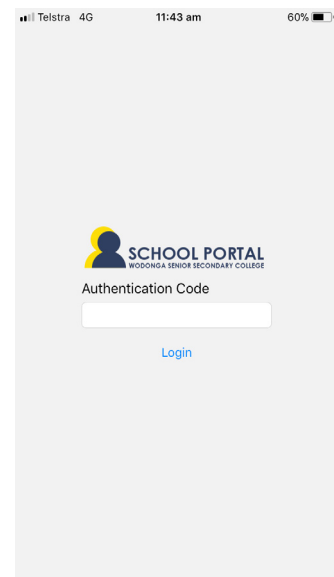 Telstra 4G 11:43 am 60%
SCHOOL PORTAL
WODONGA SENIOR SECONDARY COLLEGE
Authentication Code
Login